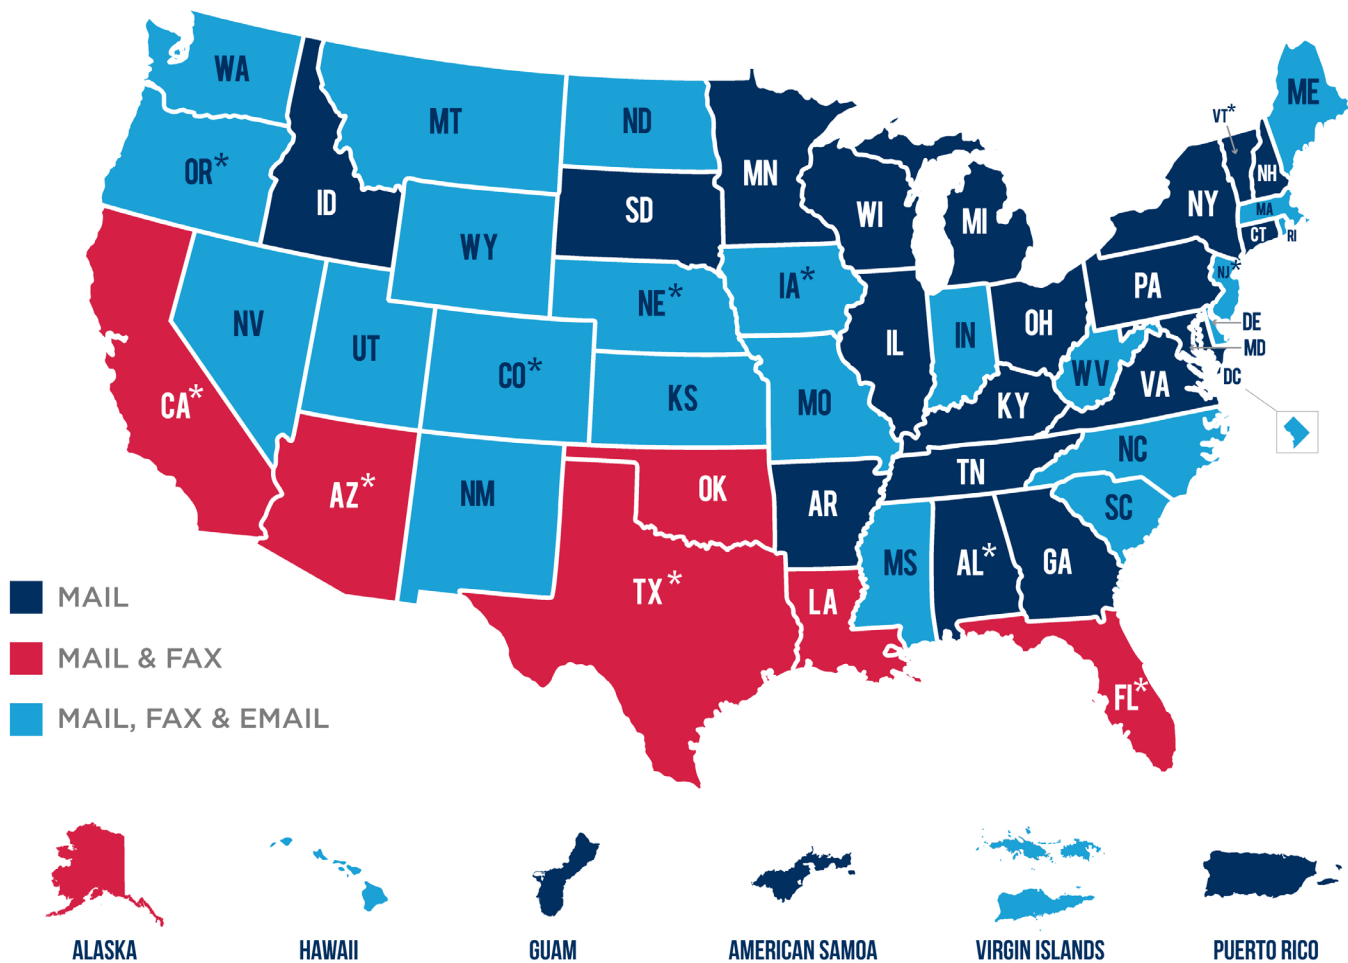 WA
MT
ND
ME
VT*
OR*
MN
NH
ID
SD
WI
MI
NY
MA
CT
RI
WY
IA*
NE*
NJ*
PA
NV
UT
CO*
KS
MO
IL
IN
OH
WV
VA
DE
MD
DC
CA*
KY
NC
TN
AZ*
NM
OK
AR
SC
MS
AL*
GA
TX*
LA
FL*
MAIL
MAIL & FAX
MAIL, FAX & EMAIL
ALASKA
HAWAII
GUAM
AMERICAN SAMOA
VIRGIN ISLANDS
PUERTO RICO